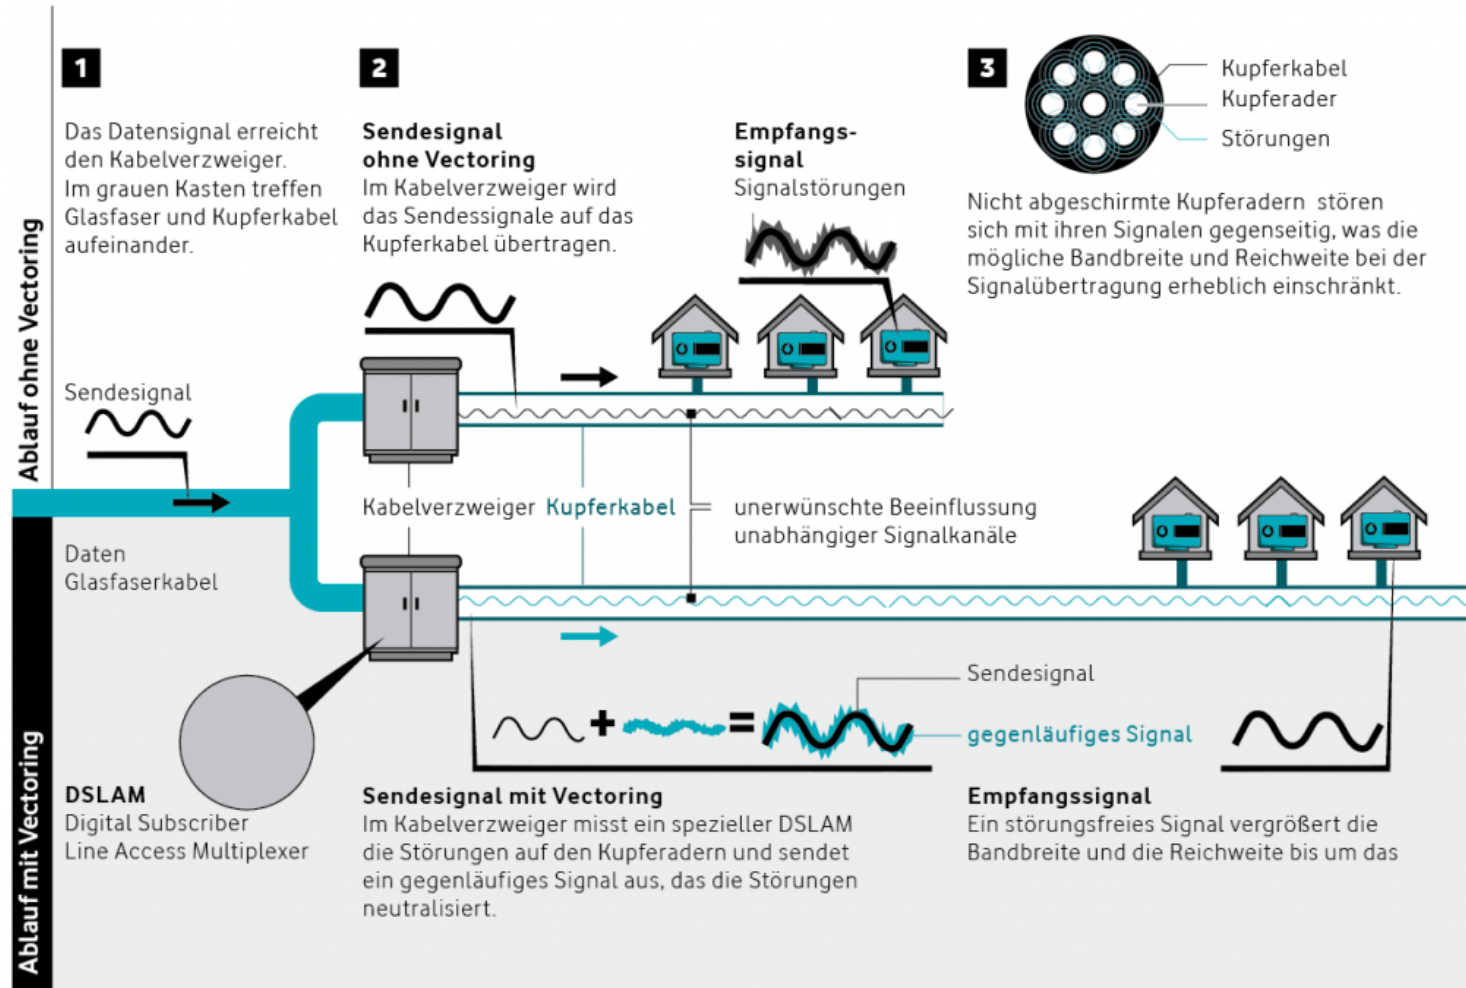 Ablauf ohne Vectoring
1
Das Datensignal erreicht
den Kabelverzweiger.
Im grauen Kasten treffen
Glasfaser und Kupferkabel
aufeinander.
Sendesignal
2
Sendesignal
ohne Vectoring
Im Kabelverzweiger wird
das Sendessignale auf das
Kupferkabel übertragen.
Empfangs-
signal
Signalstörungen
3
Kupferkabel
Kupferader
Störungen
Nicht abgeschirmte Kupferadern stören
sich mit ihren Signalen gegenseitig, was die
mögliche Bandbreite und Reichweite bei der
Signalübertragung erheblich einschränkt.
Kabelverzweiger
Kupferkabel
unerwünschte Beeinflussung
unabhängiger Signalkanäle
Daten
Glasfaserkabel
Ablauf mit Vectoring
DSLAM
Digital Subscriber
Line Access Multiplexer
+
=
Sendesignal
gegenläufiges Signal
Sendesignal mit Vectoring
Im Kabelverzweiger misst ein spezieller DSLAM
die Störungen auf den Kupferadern und sendet
ein gegenläufiges Signal aus, das die Störungen
neutralisiert.
Empfangssignal
Ein störungsfreies Signal vergrößert die
Bandbreite und die Reichweite bis um das